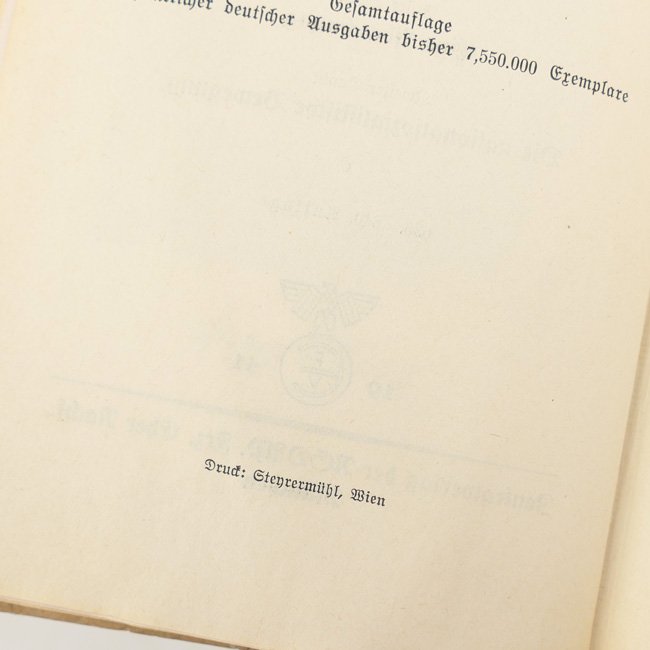 Gesamtauflage
deutscher Ausgaben bisher 7,550.000 Exemplare
Druck: Steyrermühl, Wien